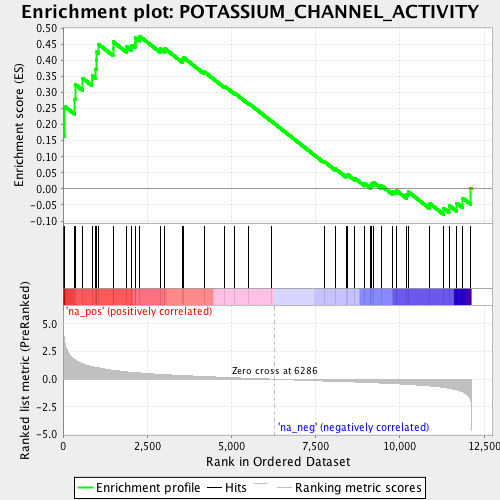 Enrichment plot: POTASSIUM_CHANNEL_ACTIVITY
Enrichment score (ES)
0.50
0.45
0.40
0.35
0.30
0.25
0.20
0.15
0.10
0.05
0.00
-0.05
-0.10
'na_pos' (positively correlated)
Ranked list metric (PreRanked)
5.0
2.5
0.0
-2.5
-5.0
Zero cross at 6286
'na_neg' (negatively correlated)
0
2,500
5,000
7,500
10,000
12,500
Rank in Ordered Dataset
Enrichment profile
Hits
Ranking metric scores